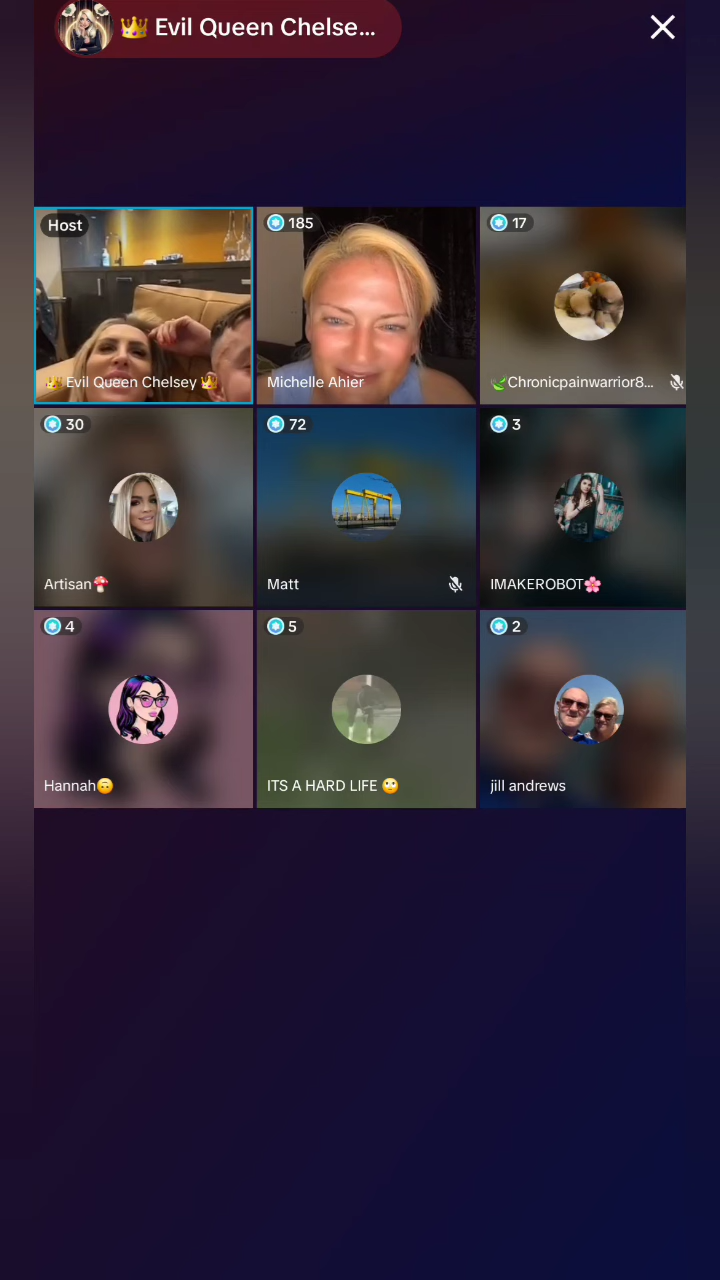 👑 Evil Queen Chelse...
Host
👑 Evil Queen Chelsey 👑
185
Michelle Ahier
17
🌶Chronicpainwarrior8...
30
Artisan🍄
72
Matt
3
IMAKEROBOT🌸
4
Hannah🙃
5
ITS A HARD LIFE 🙄
2
jill andrews